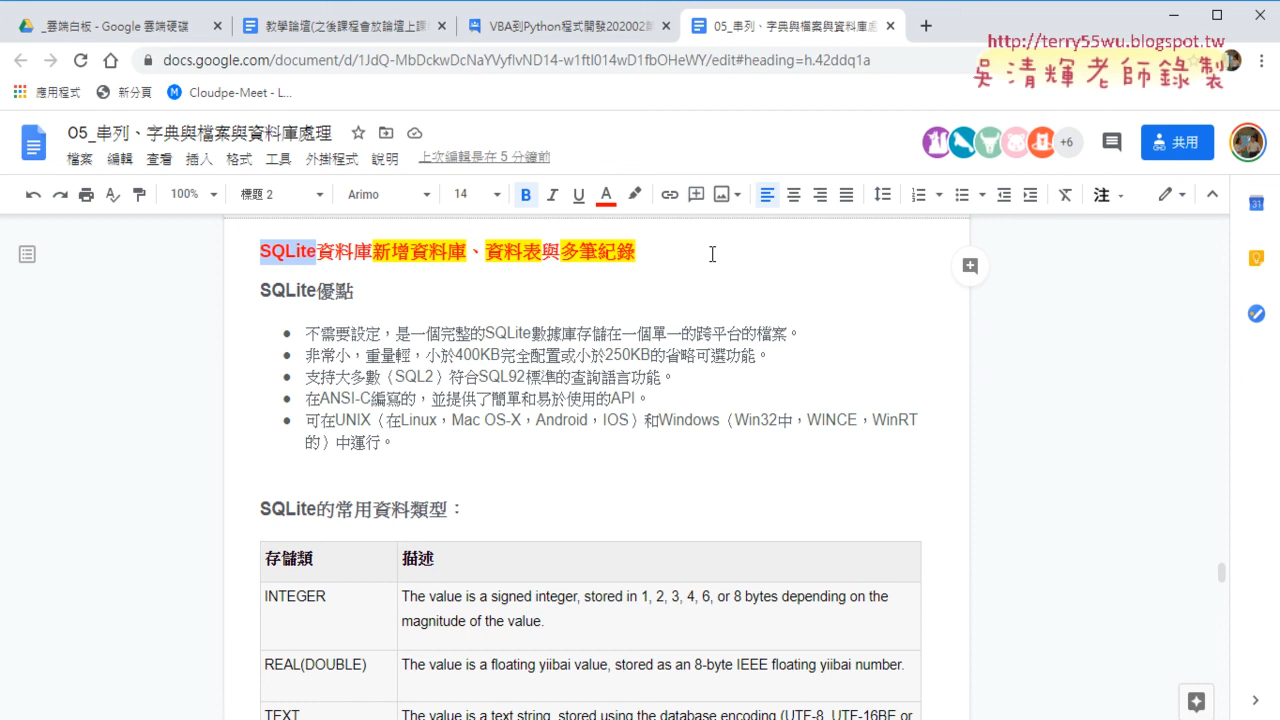 _雲端白板 - Google 雲端硬碟
教學論壇(之後課程會放論壇上課
VBA到Python程式開發202002
05_串列、字典與檔案與資料庫處
http://terry55wu.blogspot.tw
吳清輝老師錄製
docs.google.com/document/d/1JdQ-MbDckwDcNaYVyfIvND14-w1ftI014wD1fbOHeWY/edit#heading=h.42ddq1a
應用程式
新分頁
Cloudpe-Meet - L...
05_串列、字典與檔案與資料庫處理
+6
共用
檔案 編輯 查看 插入 格式 工具 外掛程式 說明 上次編輯是在 5 分鐘前
100% 標題 2 Arimo 14 B I U A 注
31
SQLite資料庫新增資料庫、資料表與多筆紀錄
SQLite優點
● 不需要設定，是一個完整的SQLite數據庫存儲在一個單一的跨平台的檔案。
● 非常小，重量輕，小於400KB完全配置或小於250KB的省略可選功能。
● 支持大多數（SQL2）符合SQL92標準的查詢語言功能。
● 在ANSI-C編寫的，並提供了簡單和易於使用的API。
● 可在UNIX（在Linux，Mac OS-X，Android，IOS）和Windows（Win32中，WINCE，WinRT
的）中運行。
SQLite的常用資料類型：
存儲類 描述
INTEGER The value is a signed integer, stored in 1, 2, 3, 4, 6, or 8 bytes depending on the
magnitude of the value.
REAL(DOUBLE) The value is a floating yiibai value, stored as an 8-byte IEEE floating yiibai number.
TEXT The value is a text string, stored using the database encoding (UTF-8, UTF-16BE or